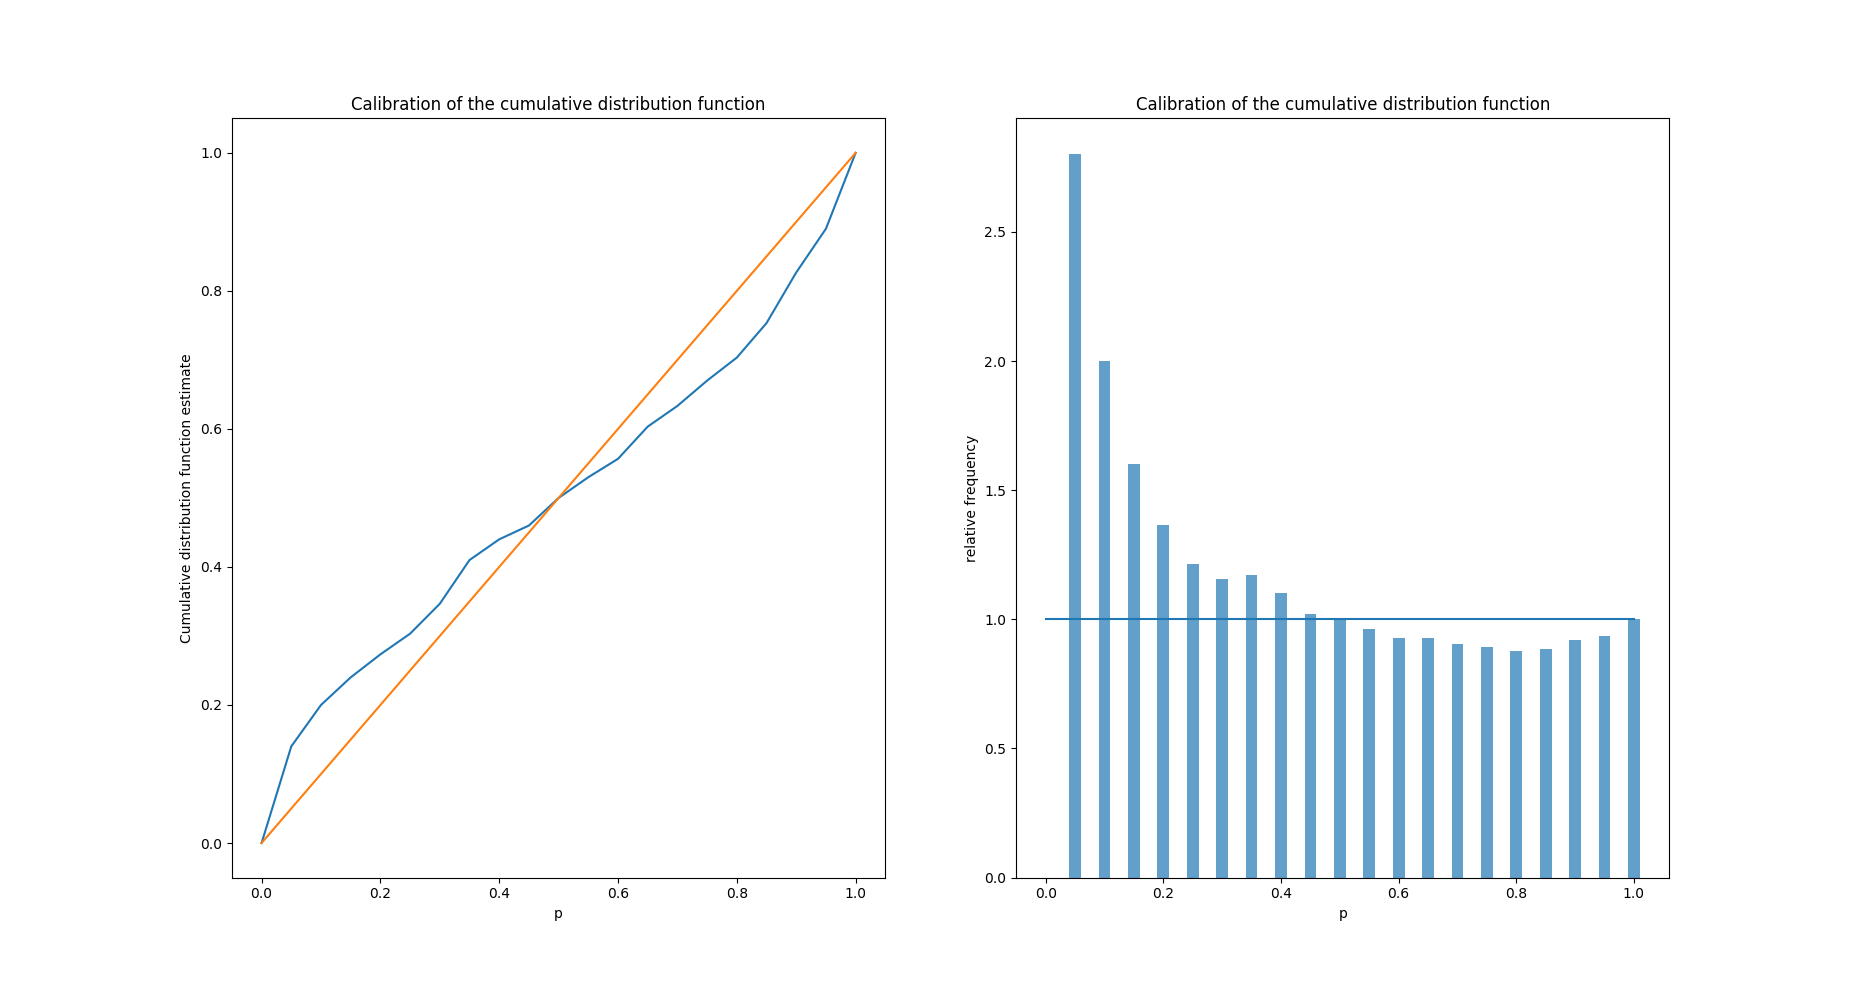 Calibration of the cumulative distribution function
Cumulative distribution function estimate
1.0
0.8
0.6
0.4
0.2
0.0
0.0 0.2 0.4 0.6 0.8 1.0
p
Calibration of the cumulative distribution function
relative frequency
2.5
2.0
1.5
1.0
0.5
0.0
0.0 0.2 0.4 0.6 0.8 1.0
p